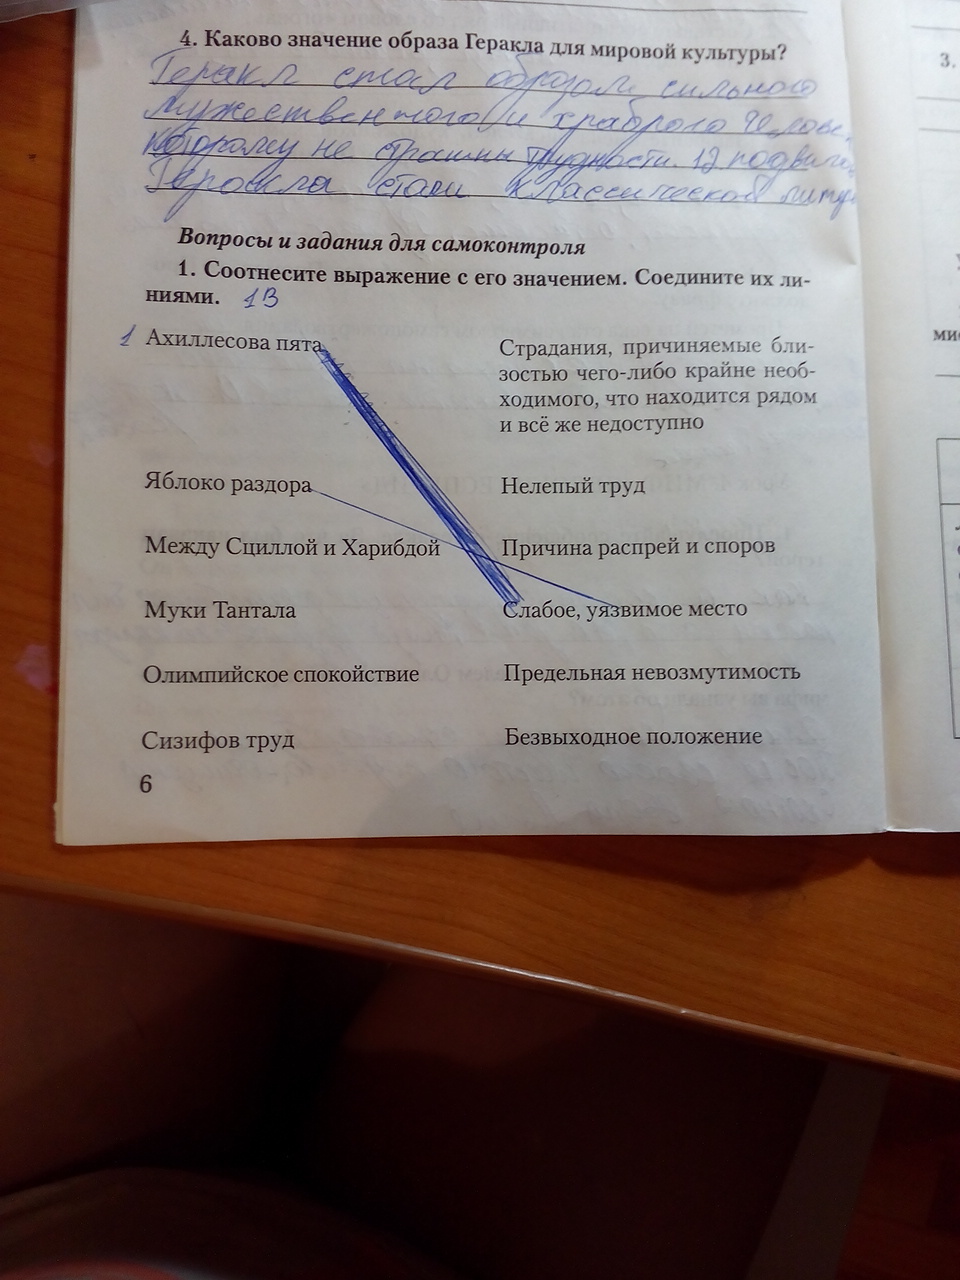 4. Каково значение образа Геракла для мировой культуры?
Геракл стал образом сильного
мужественного и храброго
которому не страшны трудности. 12 подвигов
Геракла стали классической
Вопросы и задания для самоконтроля
1. Соотнесите выражение с его значением. Соедините их ли-
ниями. 1В
1 Ахиллесова пята
Страдания, причиняемые бли-
зостью чего-либо крайне необ-
ходимого, что находится рядом
и всё же недоступно
Яблоко раздора
Нелепый труд
Между Сциллой и Харибдой
Причина распрей и споров
Муки Тантала
Слабое, уязвимое место
Олимпийское спокойствие
Предельная невозмутимость
Сизифов труд
Безвыходное положение
6
3.